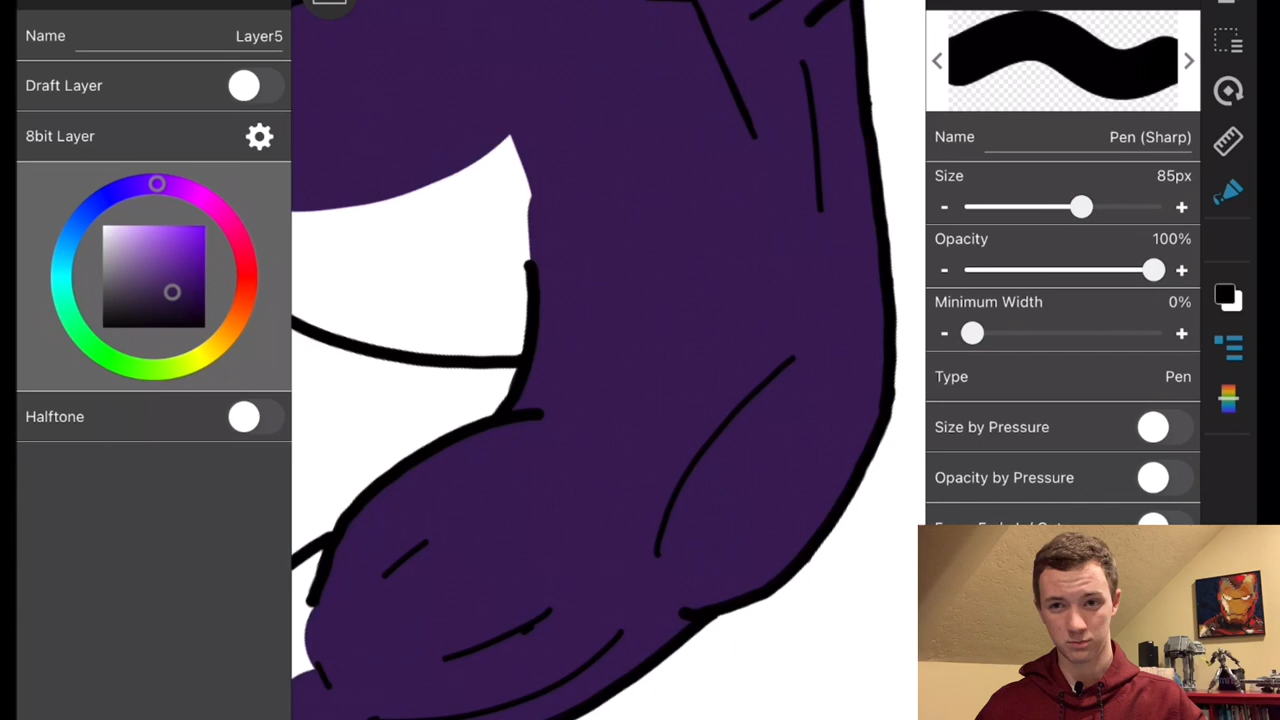 Name Layer5
Draft Layer
8bit Layer
Halftone
Name Pen (Sharp)
Size 85px
- +
Opacity 100%
- +
Minimum Width 0%
- +
Type Pen
Size by Pressure
Opacity by Pressure